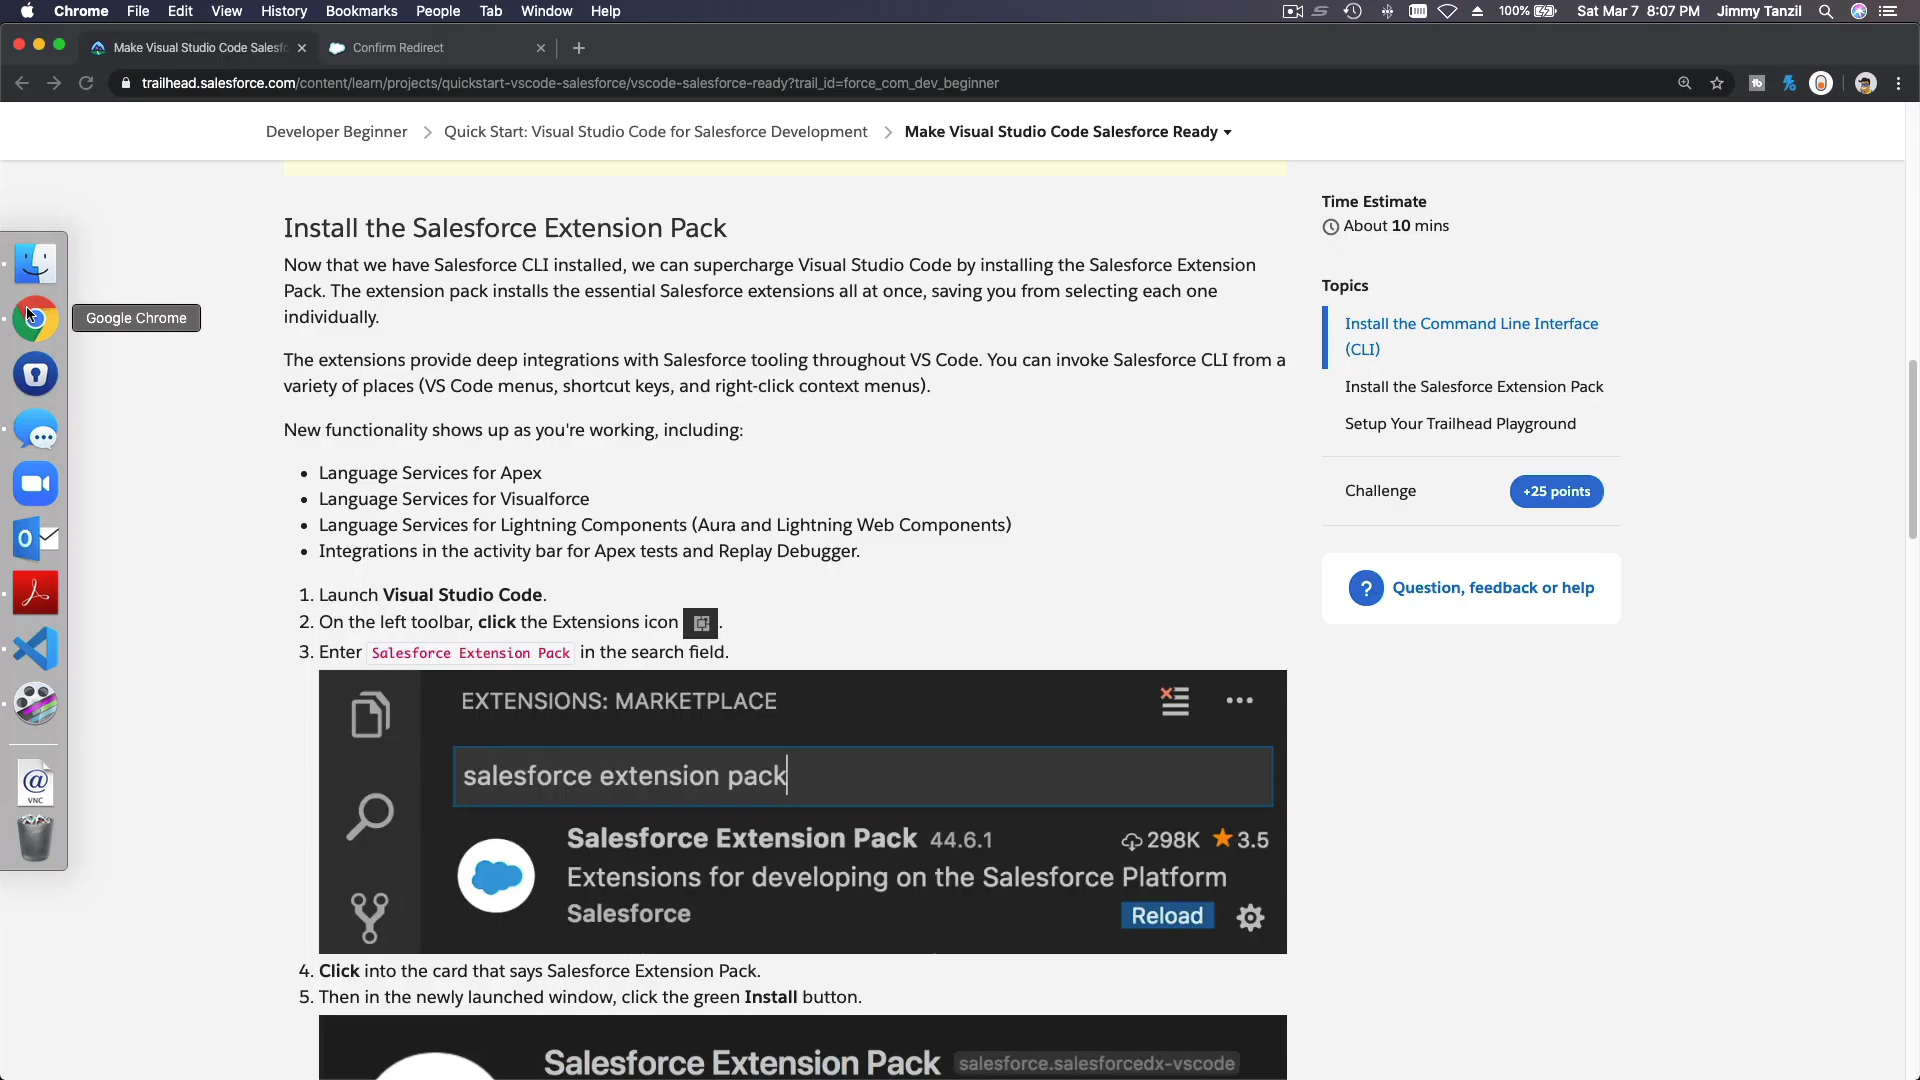 Chrome File Edit View History Bookmarks People Tab Window Help 100% Sat Mar 7 8:07 PM Jimmy Tanzil
Make Visual Studio Code Salesf Confirm Redirect
trailhead.salesforce.com/content/learn/projects/quickstart-vscode-salesforce/vscode-salesforce-ready?trail_id=force_com_dev_beginner
Developer Beginner > Quick Start: Visual Studio Code for Salesforce Development > Make Visual Studio Code Salesforce Ready
Install the Salesforce Extension Pack
Now that we have Salesforce CLI installed, we can supercharge Visual Studio Code by installing the Salesforce Extension
Pack. The extension pack installs the essential Salesforce extensions all at once, saving you from selecting each one
individually.
The extensions provide deep integrations with Salesforce tooling throughout VS Code. You can invoke Salesforce CLI from a
variety of places (VS Code menus, shortcut keys, and right-click context menus).
New functionality shows up as you're working, including:
• Language Services for Apex
• Language Services for Visualforce
• Language Services for Lightning Components (Aura and Lightning Web Components)
• Integrations in the activity bar for Apex tests and Replay Debugger.
1. Launch Visual Studio Code.
2. On the left toolbar, click the Extensions icon .
3. Enter Salesforce Extension Pack in the search field.
EXTENSIONS: MARKETPLACE
salesforce extension pack
Salesforce Extension Pack 44.6.1 298K 3.5
Extensions for developing on the Salesforce Platform
Salesforce Reload
4. Click into the card that says Salesforce Extension Pack.
5. Then in the newly launched window, click the green Install button.
Salesforce Extension Pack salesforce.salesforcedx-vscode
Time Estimate
About 10 mins
Topics
Install the Command Line Interface
(CLI)
Install the Salesforce Extension Pack
Setup Your Trailhead Playground
Challenge +25 points
? Question, feedback or help
Google Chrome
@
VNC